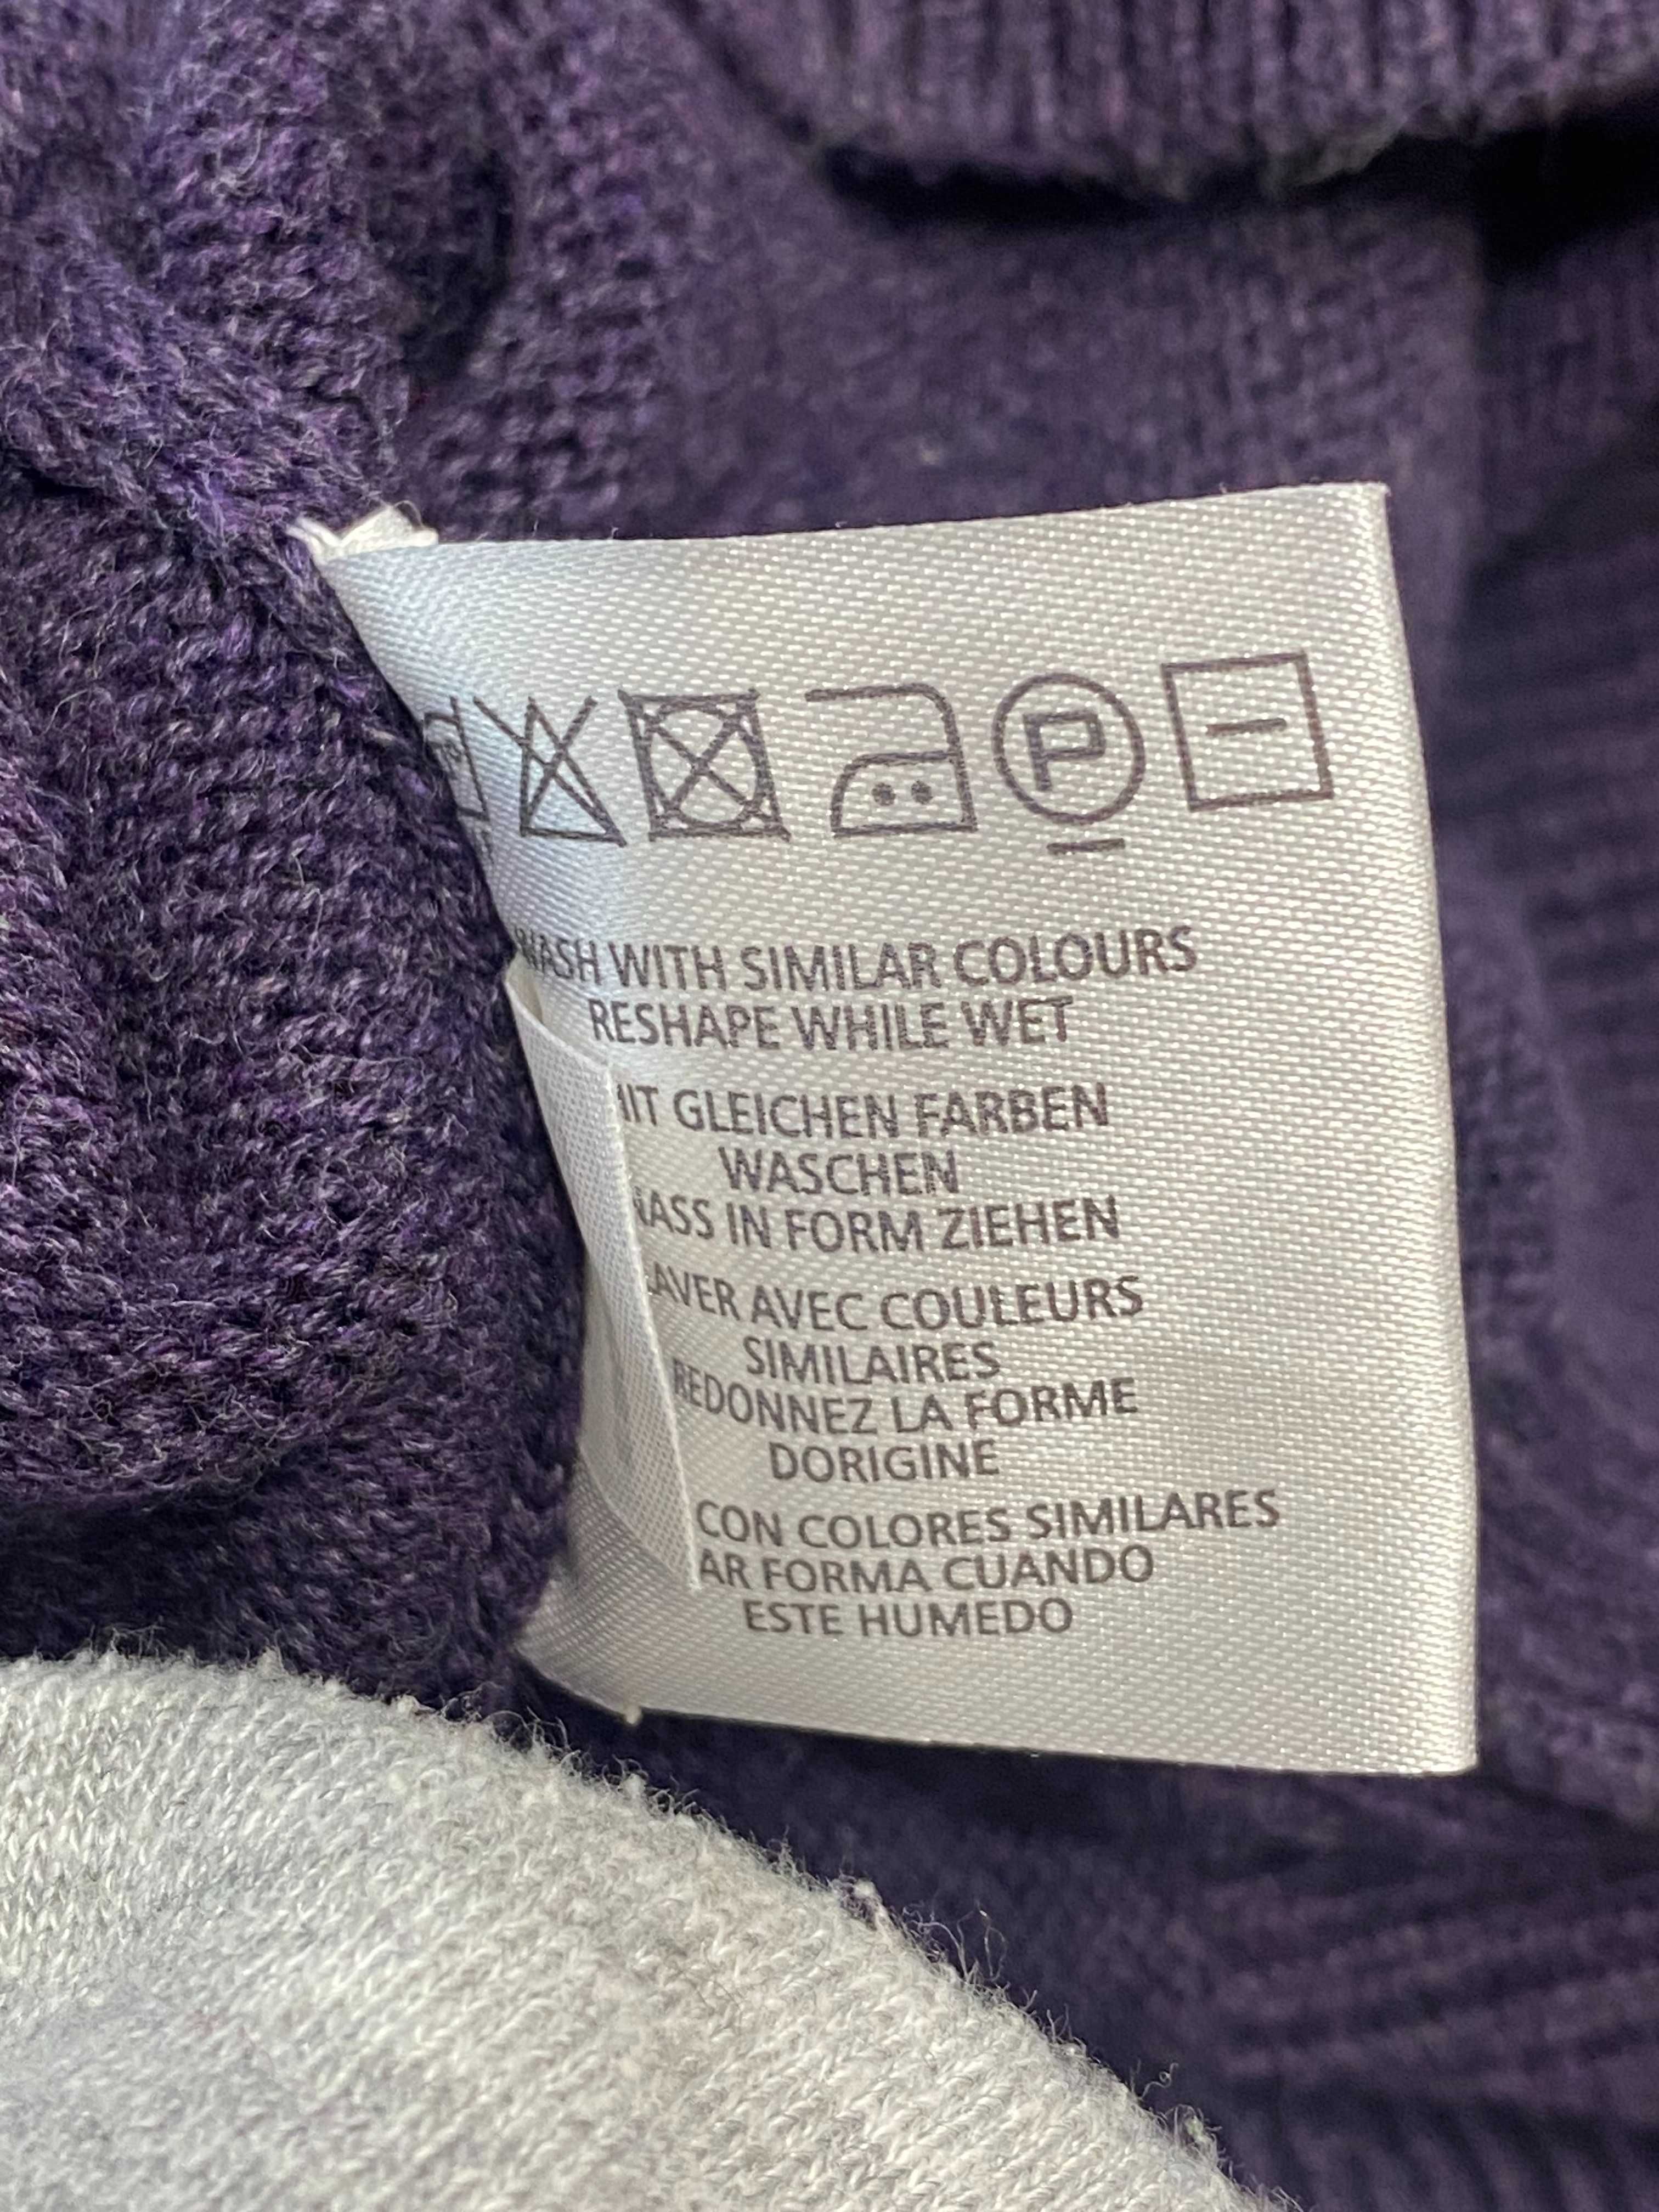 P
WASH WITH SIMILAR COLOURS
RESHAPE WHILE WET
GLEICHEN FARBEN
WASCHEN
NASS IN FORM ZIEHEN
LAVER AVEC COULEURS
SIMILAIRES
REDONNEZ LA FORME
DORIGINE
CON COLORES SIMILARES
FORMA CUANDO
ESTE HUMEDO